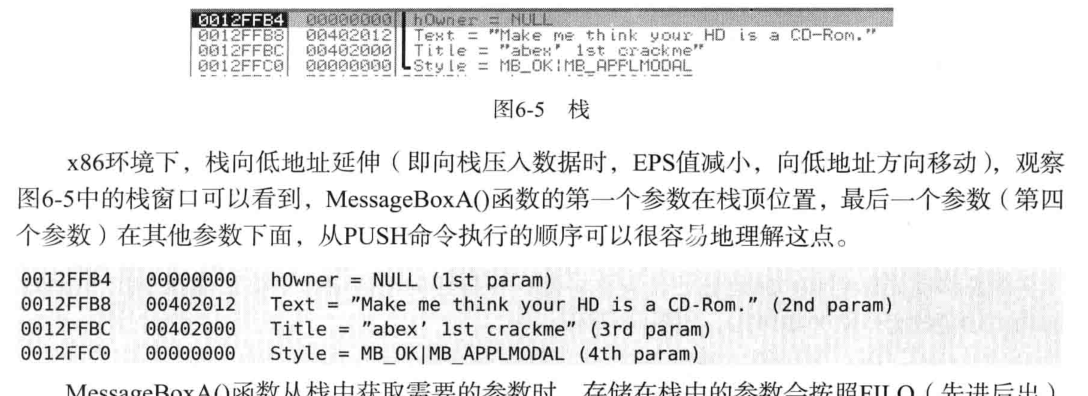 0012FFB4 00000000 hOwner = NULL
0012FFB8 00402012 Text = "Make me think your HD is a CD-Rom."
0012FFBC 00402000 Title = "abex' 1st crackme"
0012FFC0 00000000 Style = MB_OK|MB_APPLMODAL
图6-5 栈
x86环境下，栈向低地址延伸（即向栈压入数据时，EPS值减小，向低地址方向移动），观察
图6-5中的栈窗口可以看到，MessageBoxA()函数的第一个参数在栈顶位置，最后一个参数（第四
个参数）在其他参数下面，从PUSH命令执行的顺序可以很容易地理解这点。
0012FFB4 00000000 hOwner = NULL (1st param)
0012FFB8 00402012 Text = "Make me think your HD is a CD-Rom." (2nd param)
0012FFBC 00402000 Title = "abex' 1st crackme" (3rd param)
0012FFC0 00000000 Style = MB_OK|MB_APPLMODAL (4th param)
MessageBoxA()函数从栈中获取需要的参数时，存储在栈中的参数会按照FILO（先进后出）